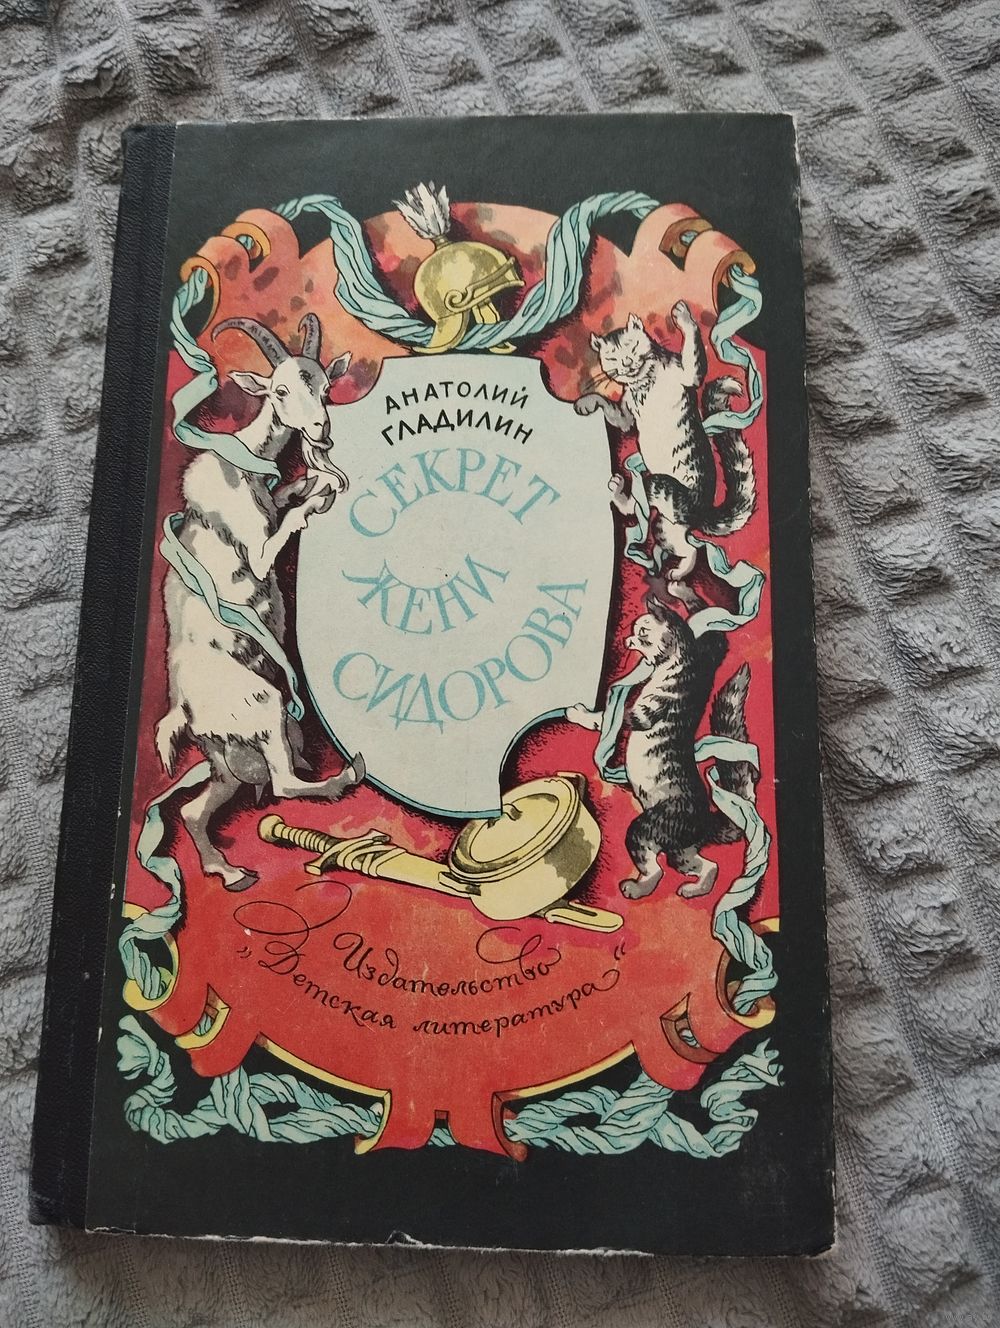 АНАТОЛИЙ
ГЛАДИЛИН
СЕКРЕТ
ЖЕНИ
СИДОРОВА
Издательство
„Детская литература“